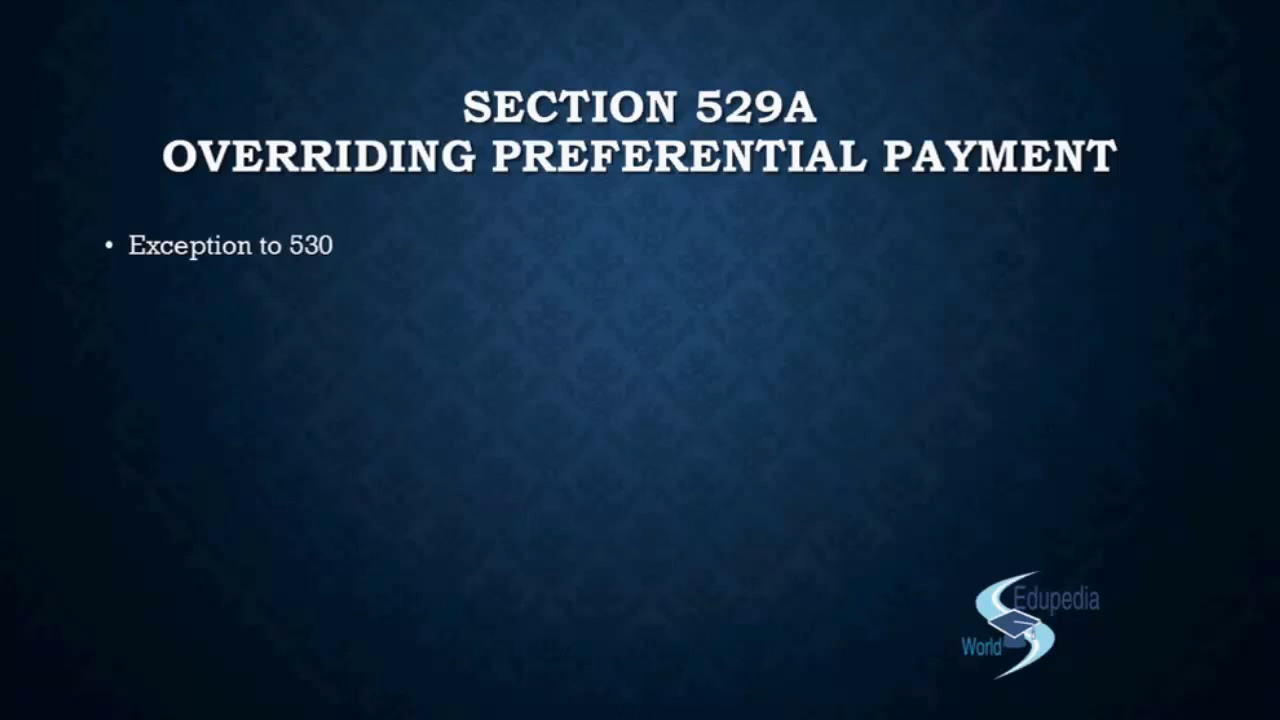 SECTION 529A
OVERRIDING PREFERENTIAL PAYMENT
• Exception to 530
Edupedia
World